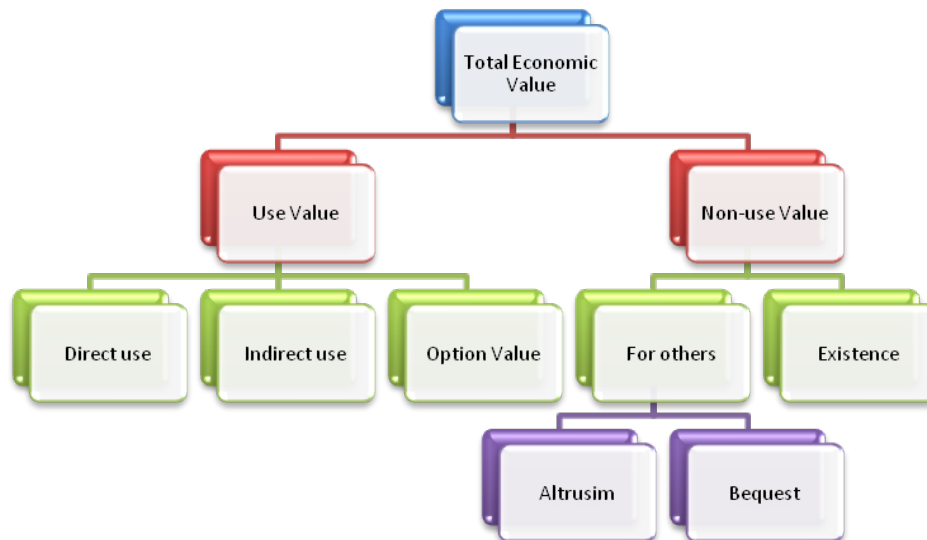 Total Economic
Value
Use Value
Non-use Value
Direct use
Indirect use
Option Value
For others
Existence
Altrusim
Bequest